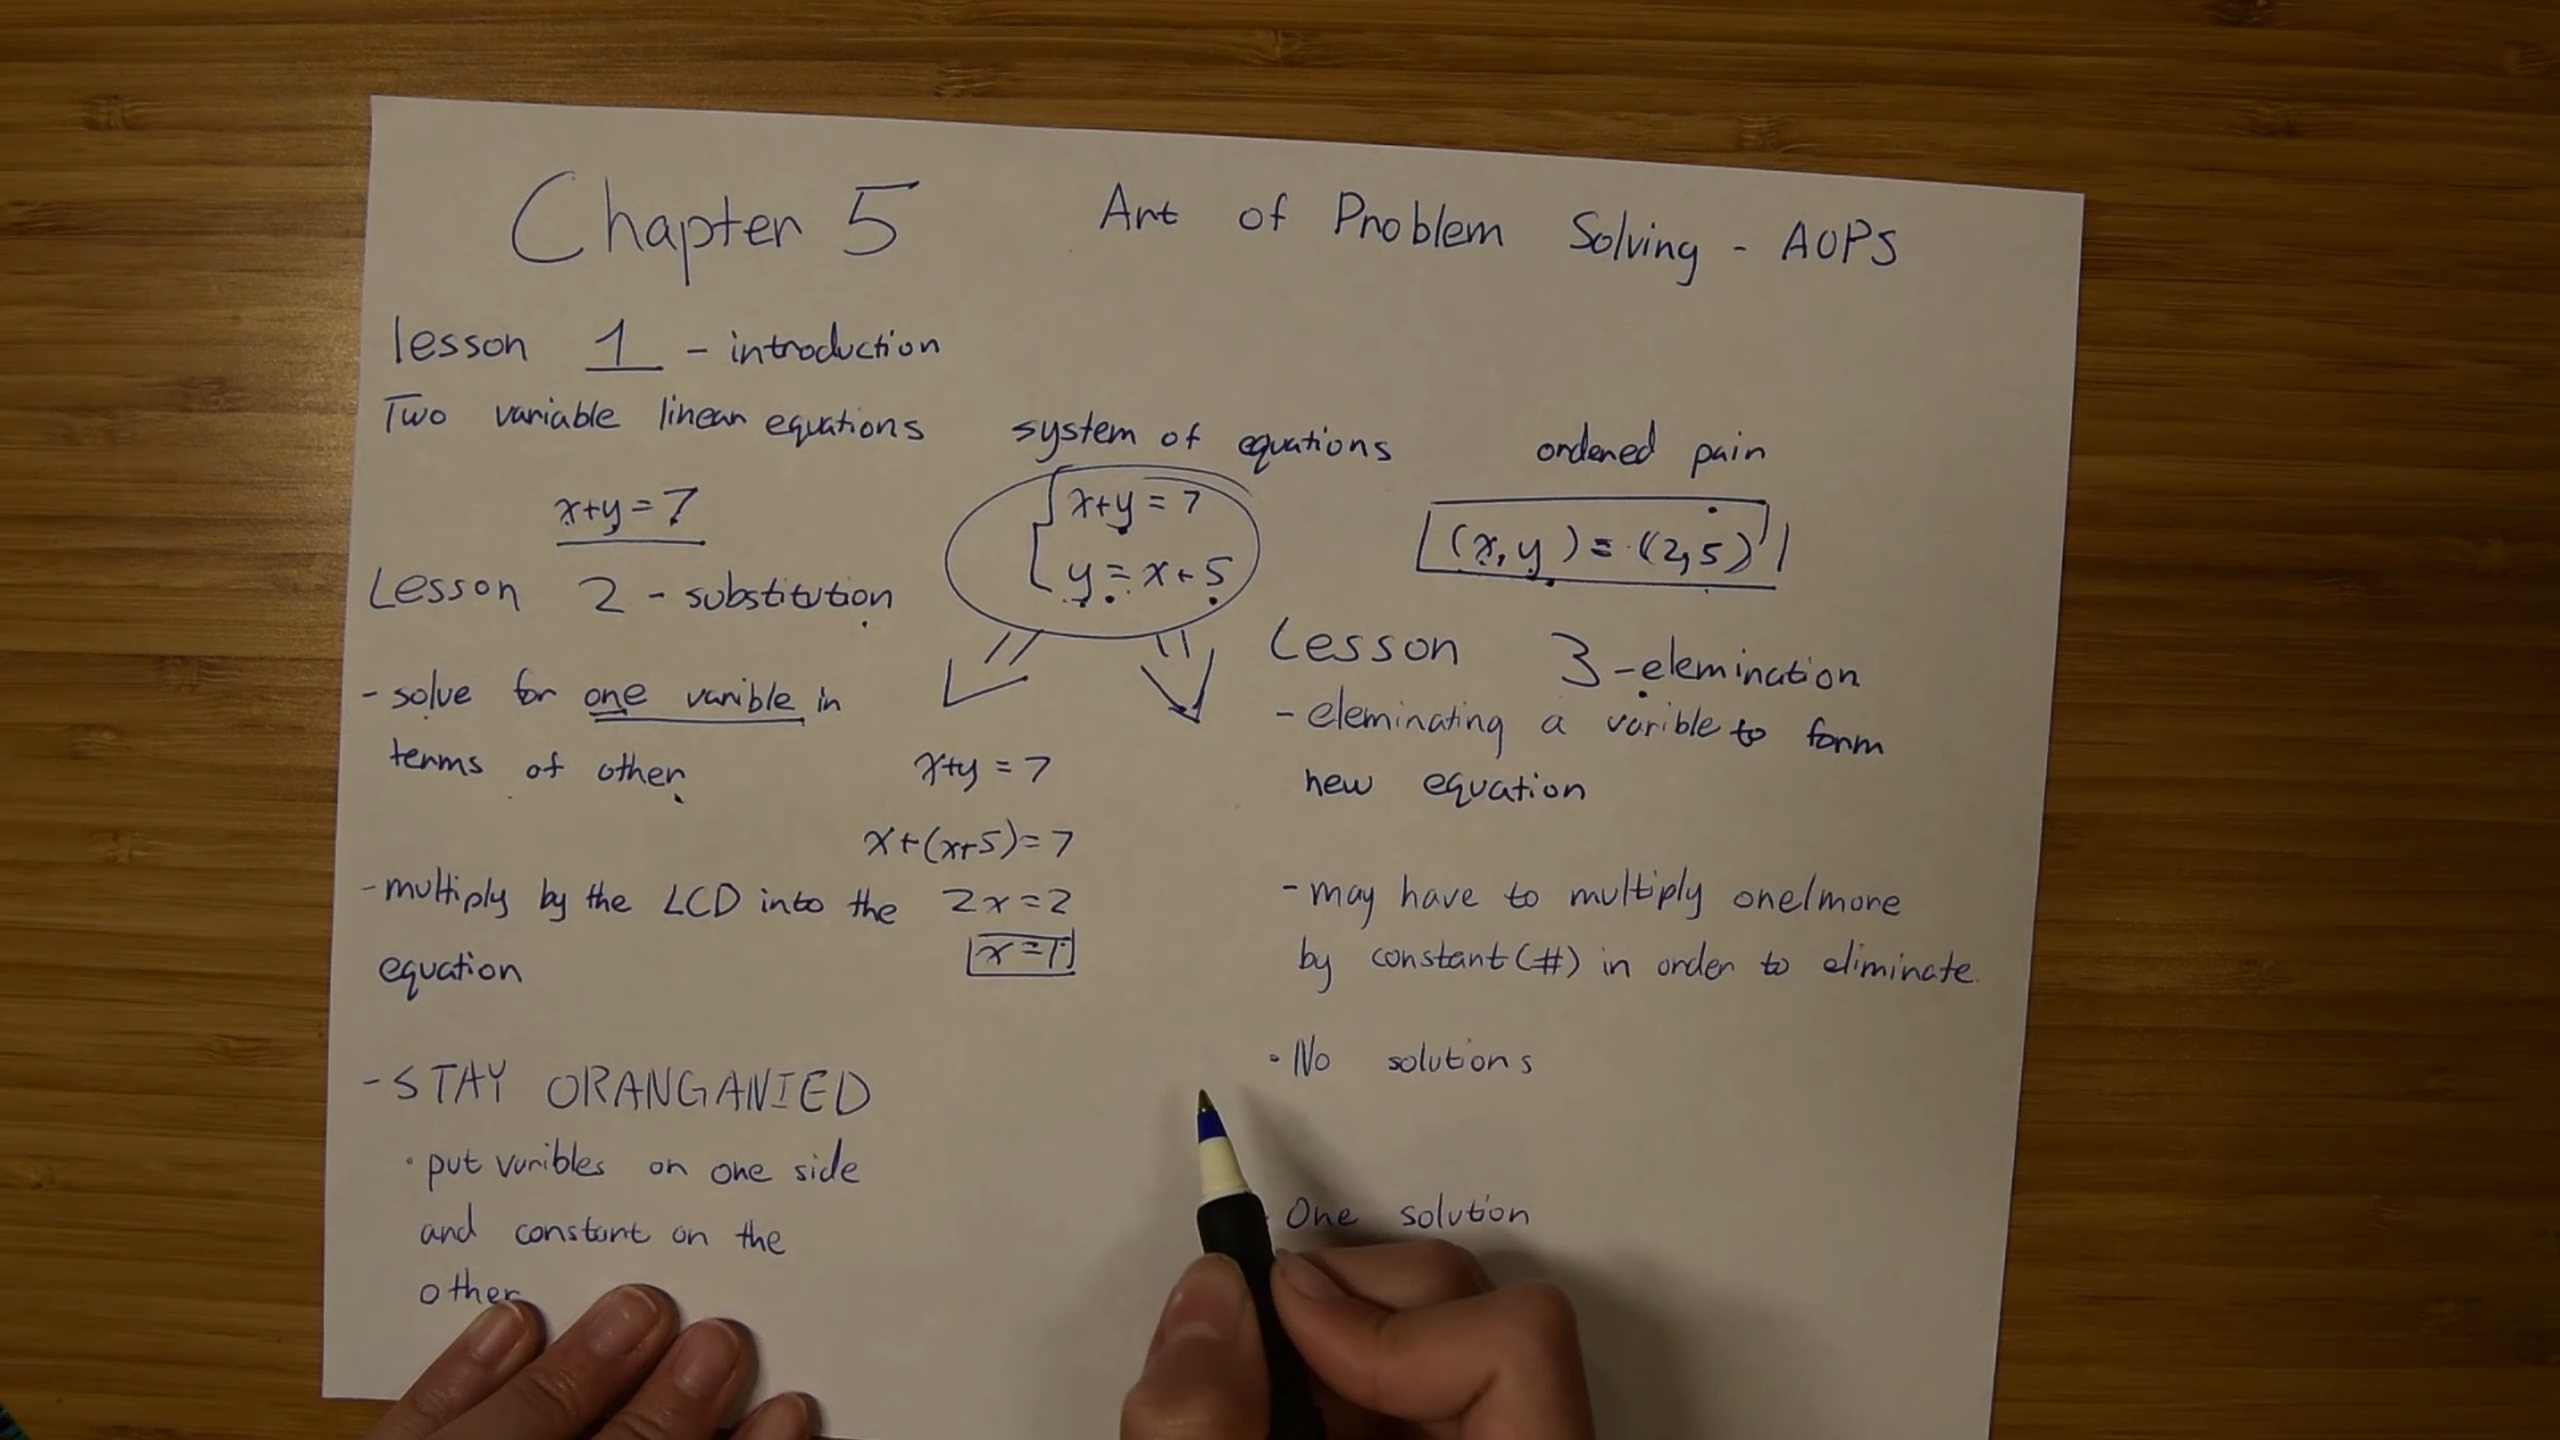 Chapter 5
Art of Problem Solving - AOPS
lesson 1 - introduction
Two variable linear equations
x+y=7
system of equations
x+y=7
y=x+5
ordered pair
(x,y)=(2,5)
Lesson 2 - substitution
- solve for one varible in
terms of other
- multiply by the LCD into the
equation
- STAY ORANGANIED
• put varibles on one side
and constant on the
other
x+y=7
x+(x+5)=7
2x=2
x=1
Lesson 3 - elemination
- eleminating a varible to form
new equation
- may have to multiply one/more
by constant(#) in order to eliminate.
• No solutions
• One solution